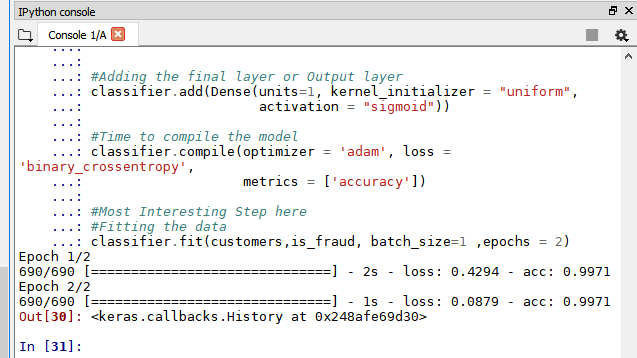 IPython console
Console 1/A
...:
...:
...: #Adding the final layer or Output layer
...: classifier.add(Dense(units=1, kernel_initializer = "uniform",
...: activation = "sigmoid"))
...:
...: #Time to compile the model
...: classifier.compile(optimizer = 'adam', loss =
'binary_crossentropy',
...: metrics = ['accuracy'])
...:
...: #Most Interesting Step here
...: #Fitting the data
...: classifier.fit(customers,is_fraud, batch_size=1 ,epochs = 2)
Epoch 1/2
690/690 [==============================] - 2s - loss: 0.4294 - acc: 0.9971
Epoch 2/2
690/690 [==============================] - 1s - loss: 0.0879 - acc: 0.9971
Out[30]: <keras.callbacks.History at 0x248afe69d30>
In [31]: